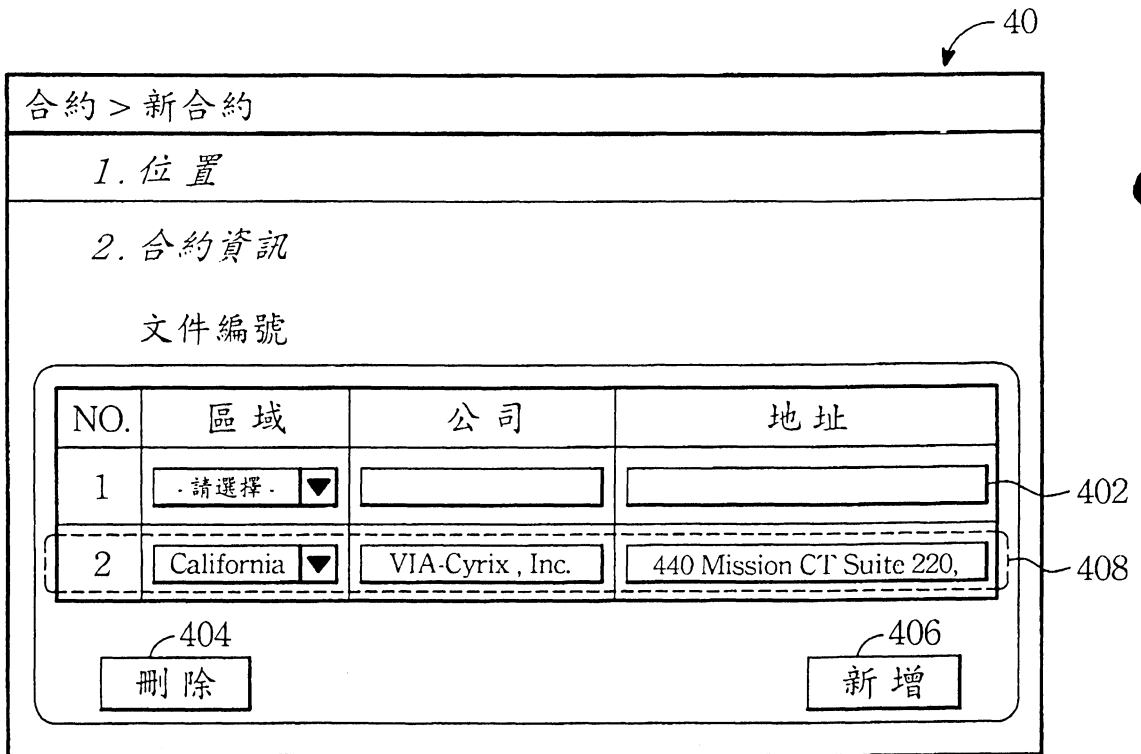 40
合約 > 新合約
1. 位置
2. 合約資訊
文件編號
NO. 區域 公司 地址
1 - 請選擇 - 402
2 California VIA-Cyrix , Inc. 440 Mission CT Suite 220, 408
404 406
刪除 新增